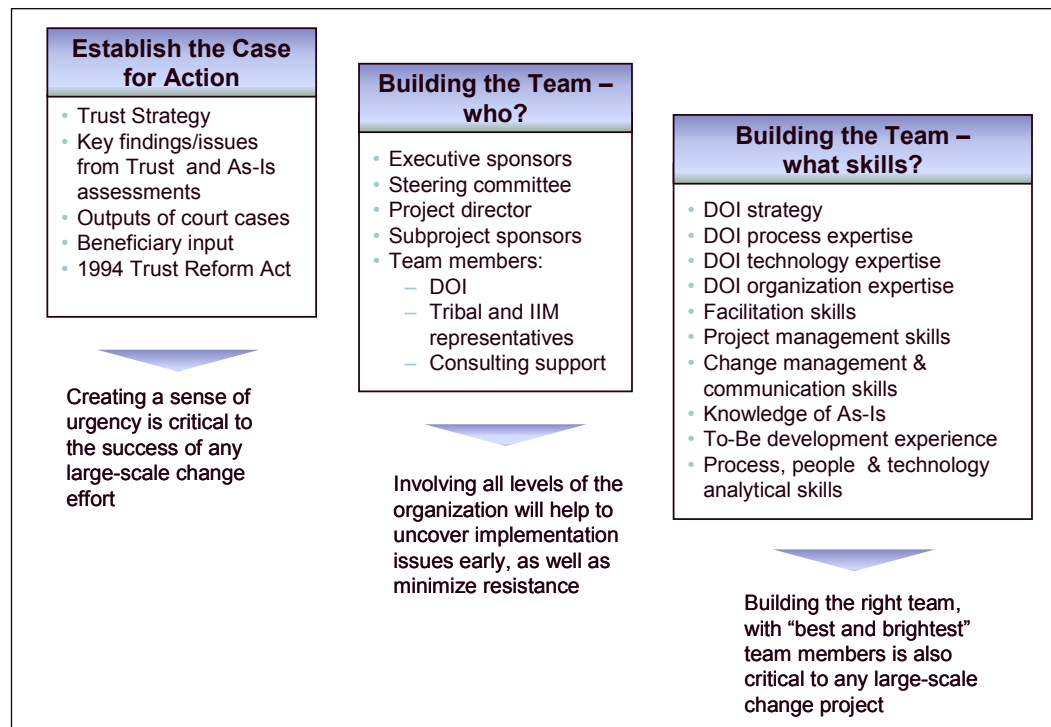 Establish the Case
for Action
• Trust Strategy
• Key findings/issues
from Trust and As-Is
assessments
• Outputs of court cases
• Beneficiary input
• 1994 Trust Reform Act
Creating a sense of
urgency is critical to
the success of any
large-scale change
effort
Building the Team –
who?
• Executive sponsors
• Steering committee
• Project director
• Subproject sponsors
• Team members:
– DOI
– Tribal and IIM
representatives
– Consulting support
Involving all levels of the
organization will help to
uncover implementation
issues early, as well as
minimize resistance
Building the Team –
what skills?
• DOI strategy
• DOI process expertise
• DOI technology expertise
• DOI organization expertise
• Facilitation skills
• Project management skills
• Change management &
communication skills
• Knowledge of As-Is
• To-Be development experience
• Process, people & technology
analytical skills
Building the right team,
with “best and brightest”
team members is also
critical to any large-scale
change project